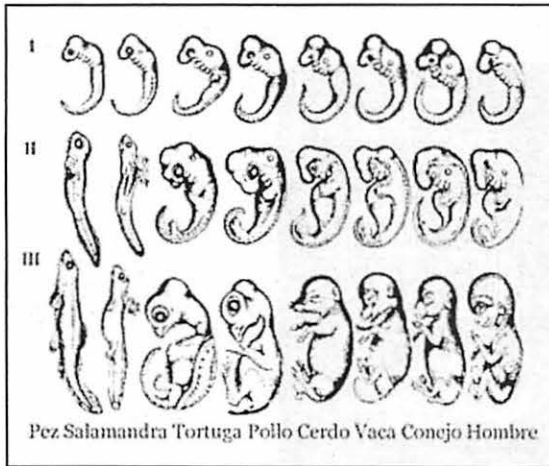 I
II
III
Pez Salamandra Tortuga Pollo Cerdo Vaca Conejo Hombre